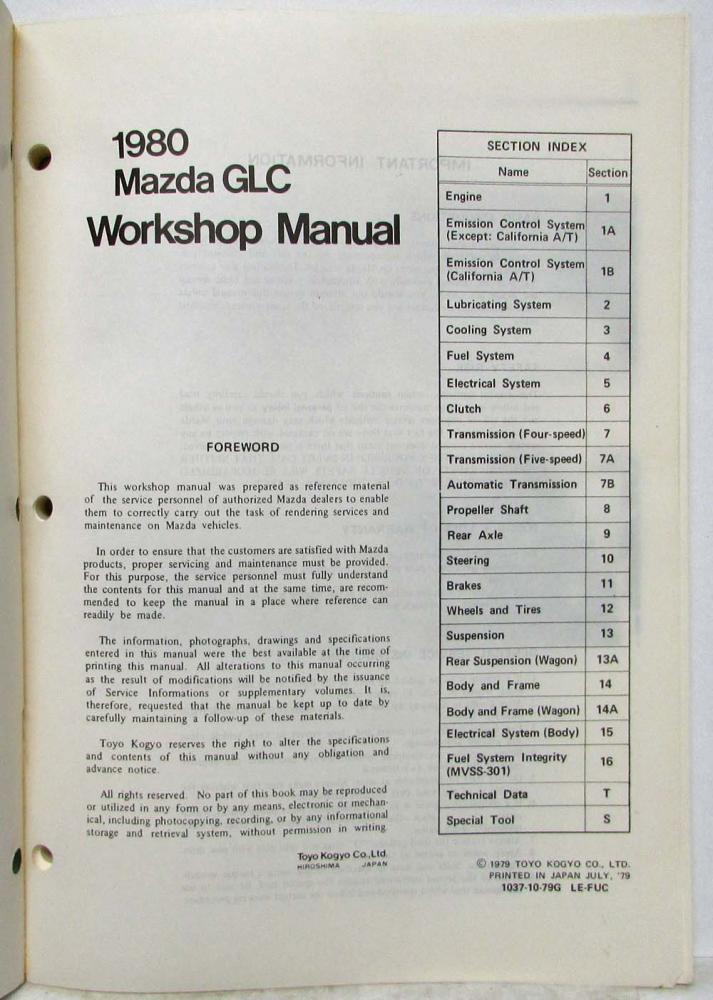 1980
Mazda GLC
Workshop Manual
FOREWORD
This workshop manual was prepared as reference material
of the service personnel of authorized Mazda dealers to enable
them to correctly carry out the task of rendering services and
maintenance on Mazda vehicles.
In order to ensure that the customers are satisfied with Mazda
products, proper servicing and maintenance must be provided.
For this purpose, the service personnel must fully understand
the contents for this manual and at the same time, are recom-
mended to keep the manual in a place where reference can
readily be made.
The information, photographs, drawings and specifications
entered in this manual were the best available at the time of
printing this manual. All alterations to this manual occurring
as the result of modifications will be notified by the issuance
of Service Informations or supplementary volumes. It is,
therefore, requested that the manual be kept up to date by
carefully maintaining a follow-up of these materials.
Toyo Kogyo reserves the right to alter the specifications
and contents of this manual without any obligation and
advance notice.
All rights reserved. No part of this book may be reproduced
or utilized in any form or by any means, electronic or mechan-
ical, including photocopying, recording, or by any informational
storage and retrieval system, without permission in writing.
Toyo Kogyo Co., Ltd.
HIROSHIMA JAPAN
SECTION INDEX
Name Section
Engine 1
Emission Control System
(Except: California A/T) 1A
Emission Control System
(California A/T) 1B
Lubricating System 2
Cooling System 3
Fuel System 4
Electrical System 5
Clutch 6
Transmission (Four-speed) 7
Transmission (Five-speed) 7A
Automatic Transmission 7B
Propeller Shaft 8
Rear Axle 9
Steering 10
Brakes 11
Wheels and Tires 12
Suspension 13
Rear Suspension (Wagon) 13A
Body and Frame 14
Body and Frame (Wagon) 14A
Electrical System (Body) 15
Fuel System Integrity
(MVSS-301) 16
Technical Data T
Special Tool S
© 1979 TOYO KOGYO CO., LTD.
PRINTED IN JAPAN JULY, '79
1037-10-79G LE-FUC